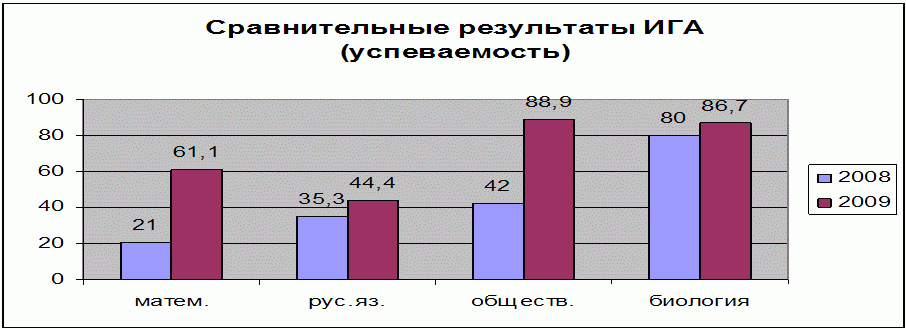 Сравнительные результаты ИГА
(успеваемость)
100
80
60
40
20
0
21
61,1
35,3
44,4
42
88,9
80
86,7
матем.
рус.яз.
обществ.
биология
2008
2009